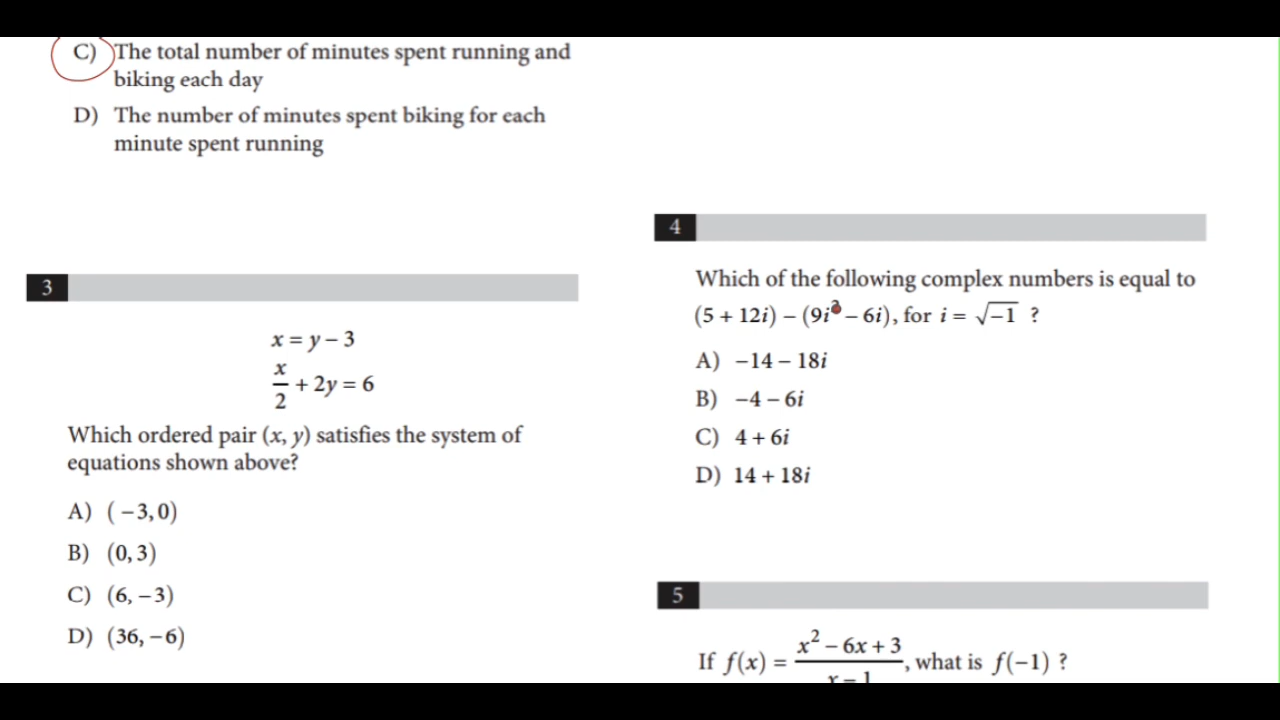 C) The total number of minutes spent running and
biking each day
D) The number of minutes spent biking for each
minute spent running
3
x = y – 3
x/2 + 2y = 6
Which ordered pair (x, y) satisfies the system of
equations shown above?
A) (–3, 0)
B) (0, 3)
C) (6, –3)
D) (36, –6)
4
Which of the following complex numbers is equal to
(5 + 12i) – (9i² – 6i), for i = √–1 ?
A) –14 – 18i
B) –4 – 6i
C) 4 + 6i
D) 14 + 18i
5
If f(x) = (x² – 6x + 3)/(x – 1), what is f(–1) ?